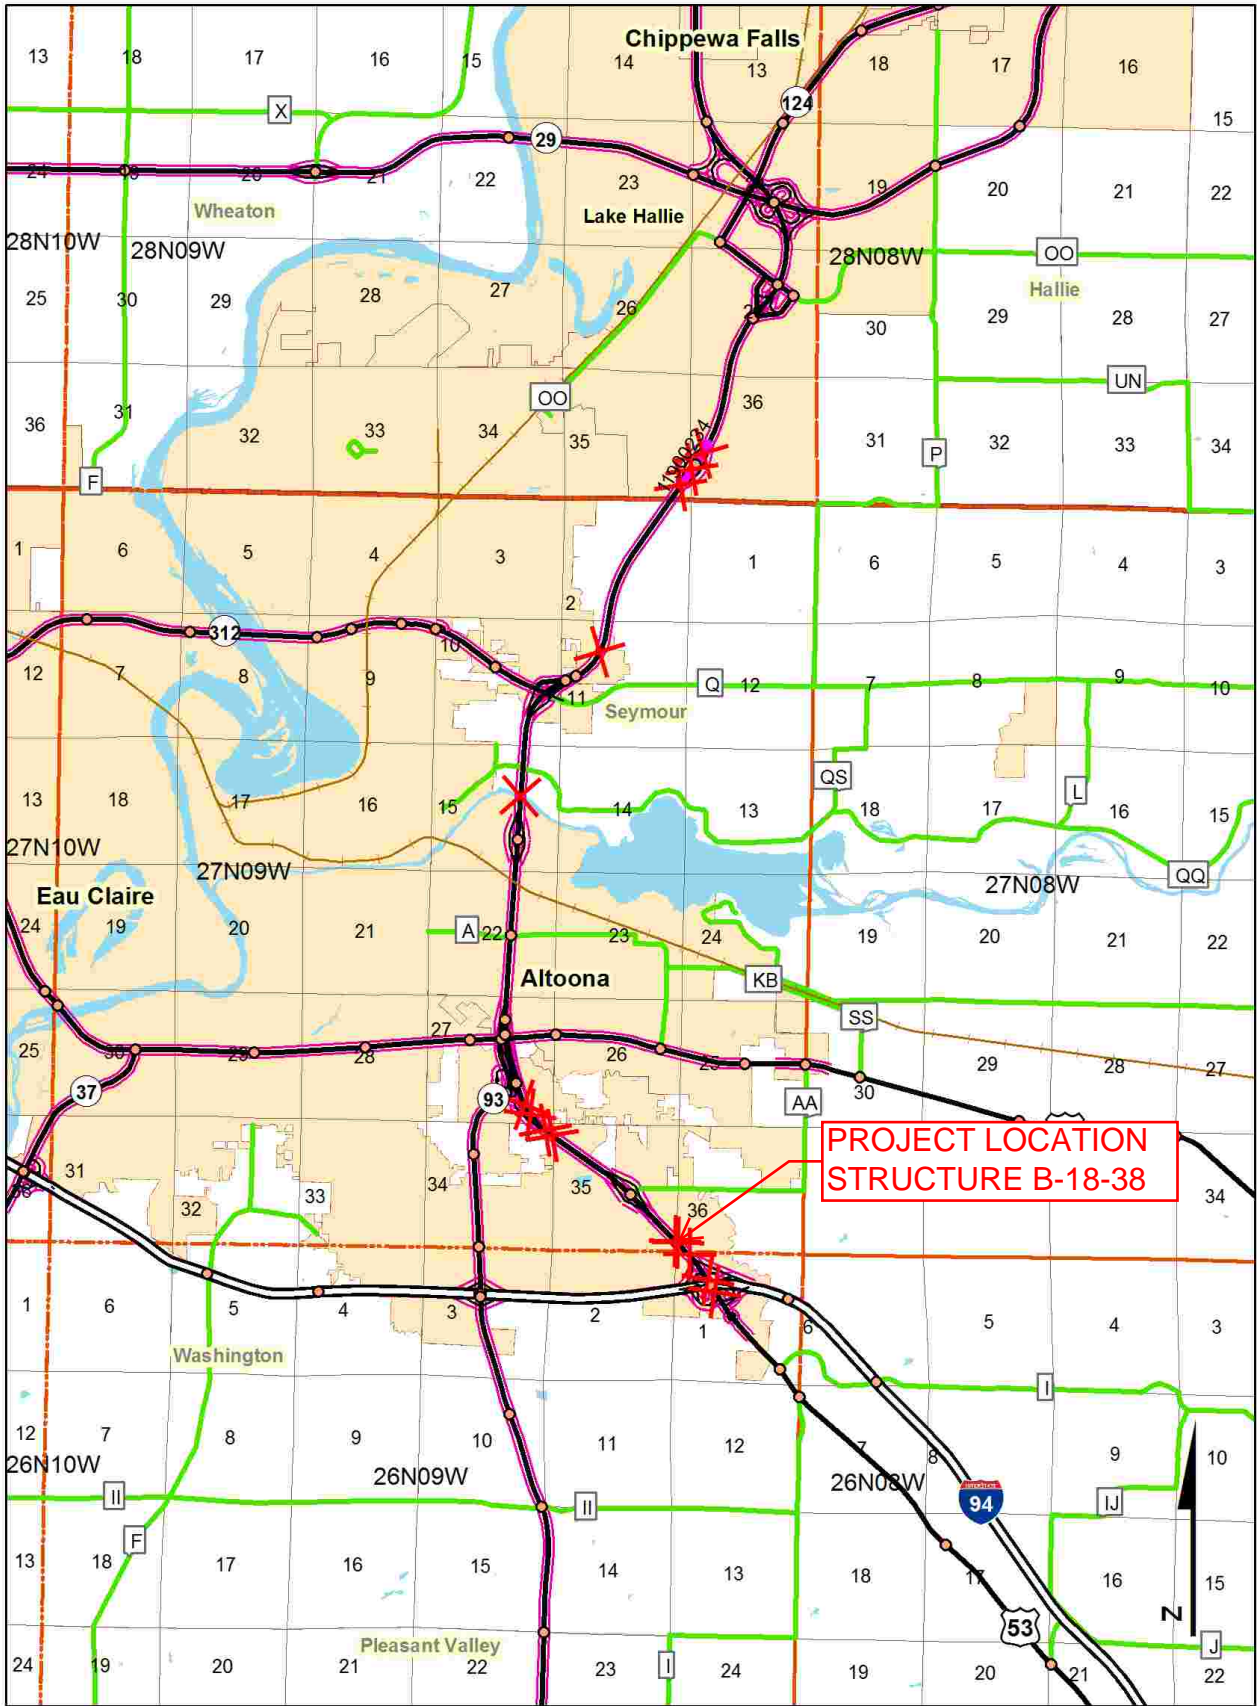 Chippewa Falls
13 18 17 16 15 14 13 18 17 16
124
X
15
29
24 19 20 21 22 23 19 20 21 22
Wheaton
Lake Hallie
28N10W 28N09W 28N08W
OO
Hallie
25 30 29 28 27 26 30 29 28 27
UN
OO
36 31 32 33 34 35 36 31 32 33 34
P
F
1 6 5 4 3 2 1 6 5 4 3
312
12 7 8 9 10 11 12 7 8 9 10
Q
Seymour
QS
L
13 18 17 16 15 14 13 18 17 16 15
27N10W 27N09W 27N08W
QQ
Eau Claire
24 19 20 21 22 23 24 19 20 21 22
A
Altoona
KB
SS
25 30 29 28 27 26 25 30 29 28 27
37
93
AA
PROJECT LOCATION
STRUCTURE B-18-38
31 32 33 34 35 36 34
1 6 5 4 3 2 1 6 5 4 3
Washington
I
12 7 8 9 10 11 12 7 8 9 10
26N10W 26N09W 26N08W
II
II
94
IJ
F
13 18 17 16 15 14 13 18 17 16 15
N
53
Pleasant Valley
J
I
24 19 20 21 22 23 24 19 20 21 22